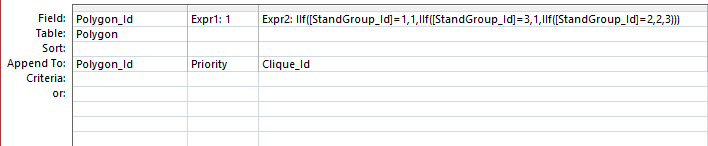 Field: Polygon_Id Expr1: 1 Expr2: IIf([StandGroup_Id]=1,1,IIf([StandGroup_Id]=3,1,IIf([StandGroup_Id]=2,2,3)))
Table: Polygon
Sort:
Append To: Polygon_Id Priority Clique_Id
Criteria:
or: